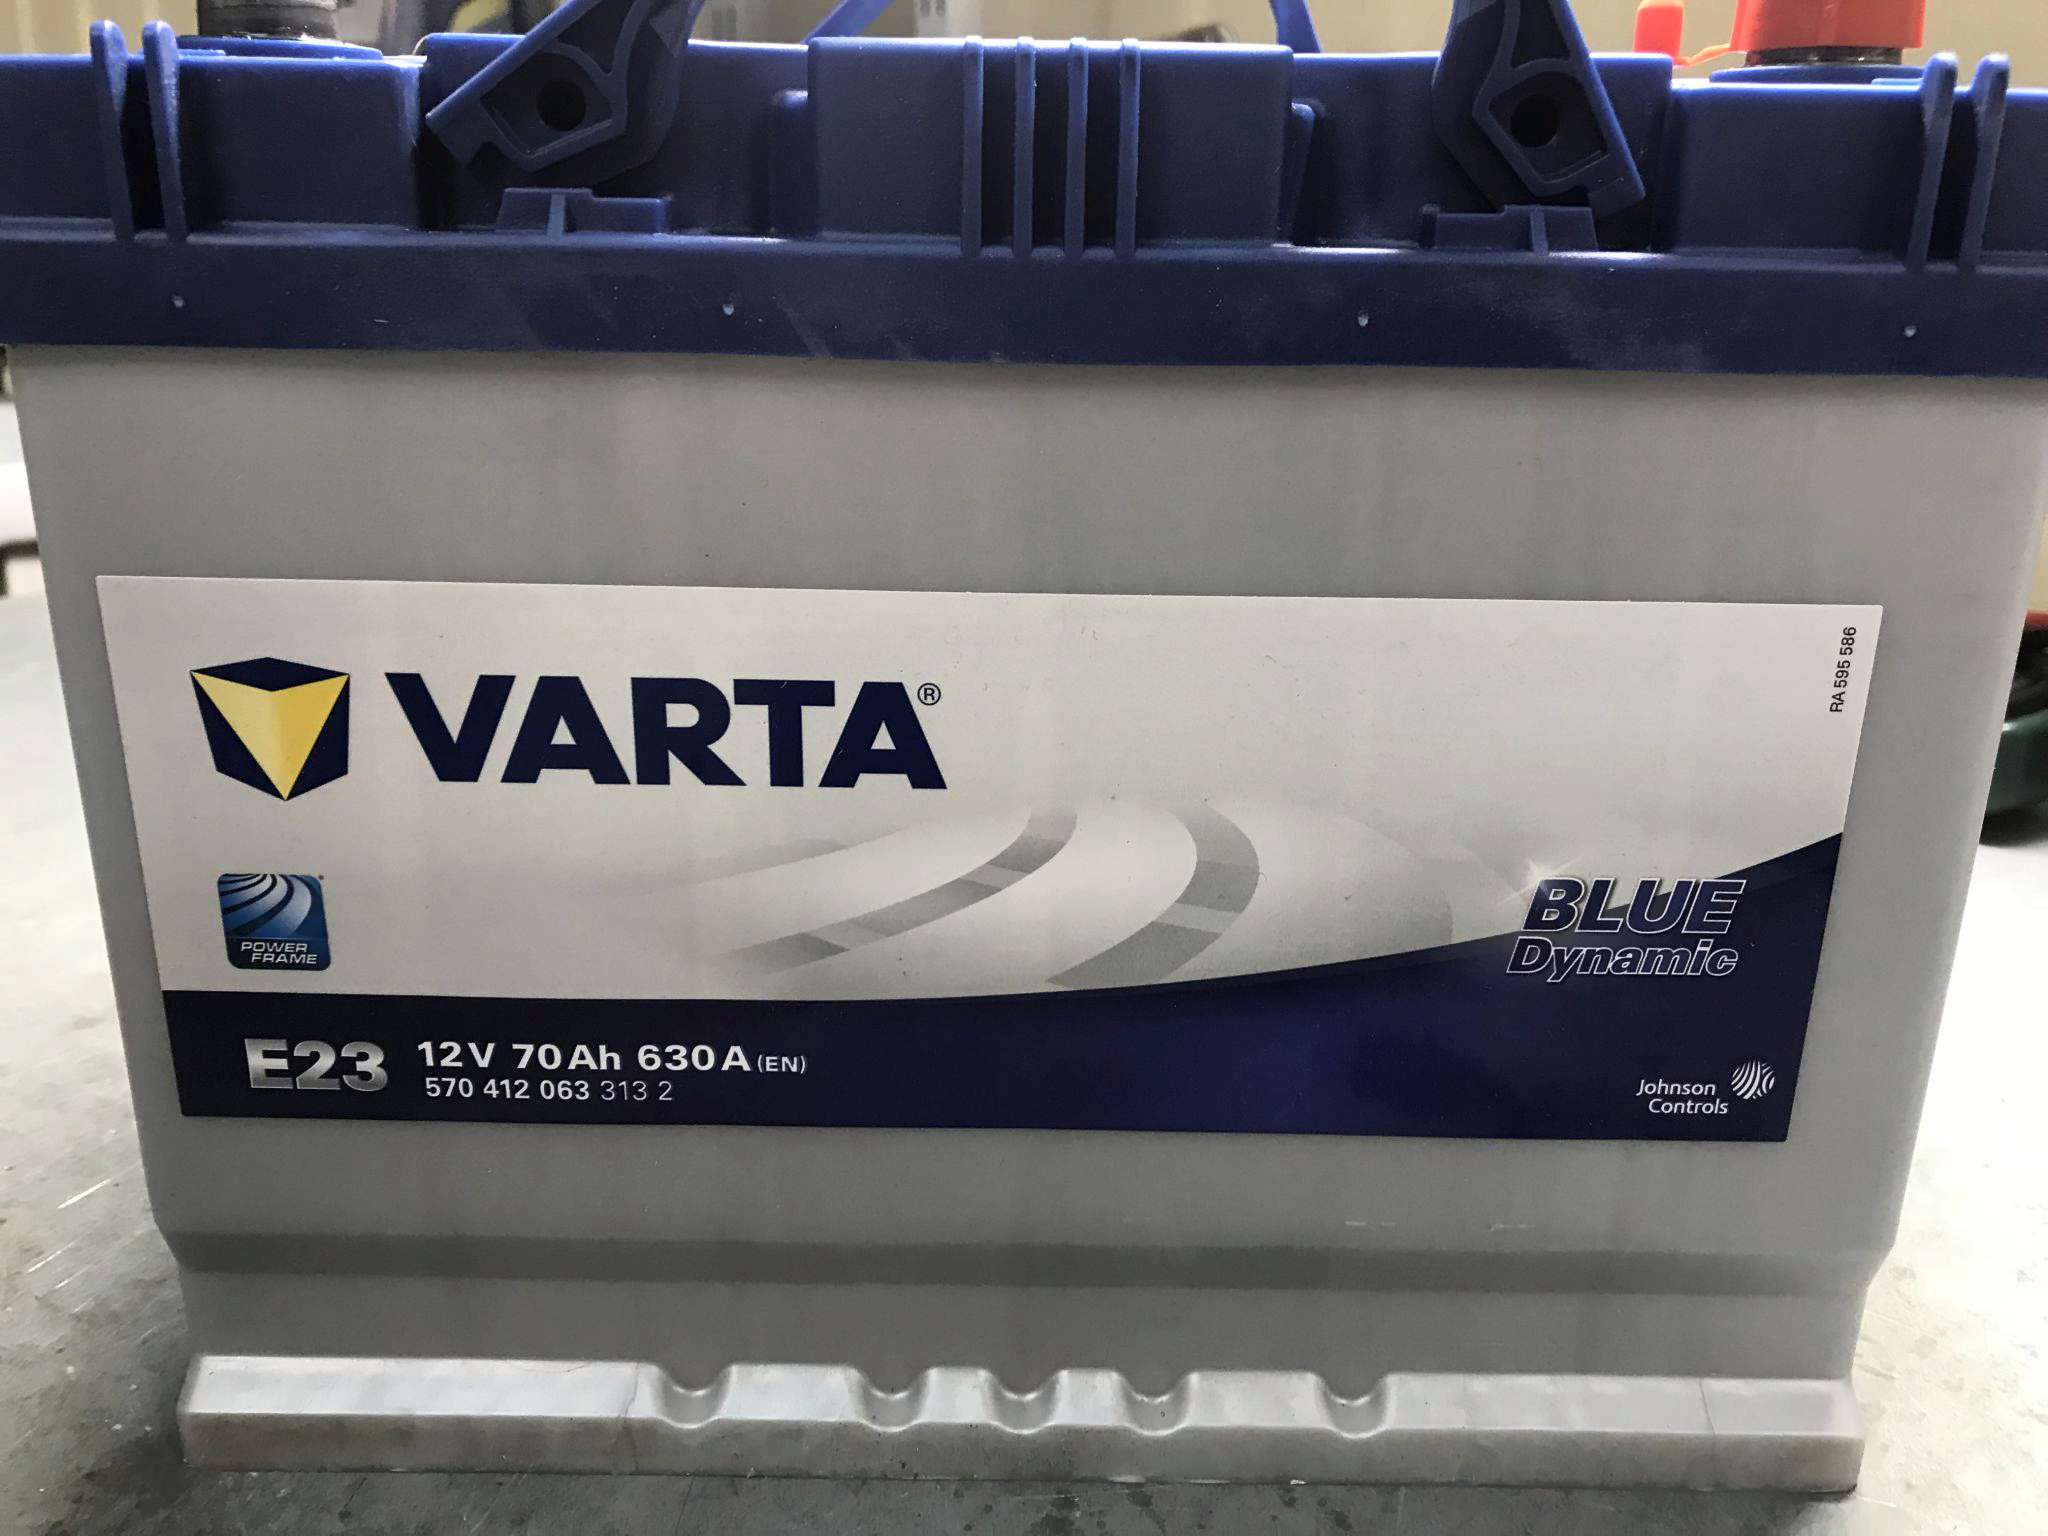 VARTA®
RA 595 586
POWER
FRAME
BLUE
Dynamic
E23 12V 70Ah 630A (EN)
570 412 063 313 2
Johnson
Controls